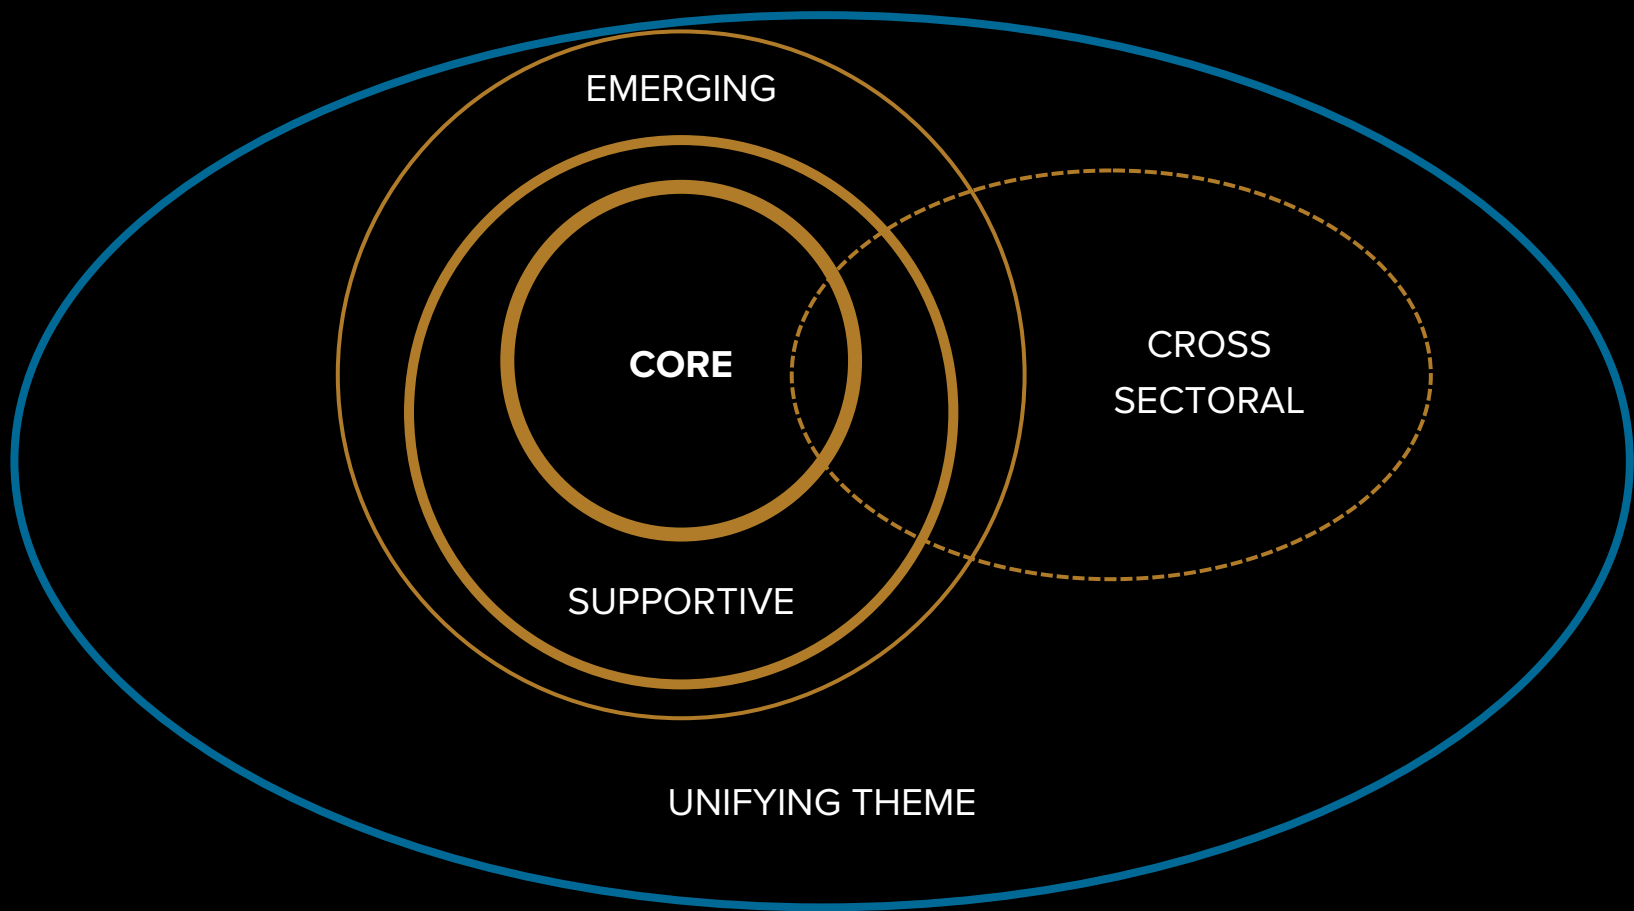 EMERGING
CORE
CROSS
SECTORAL
SUPPORTIVE
UNIFYING THEME